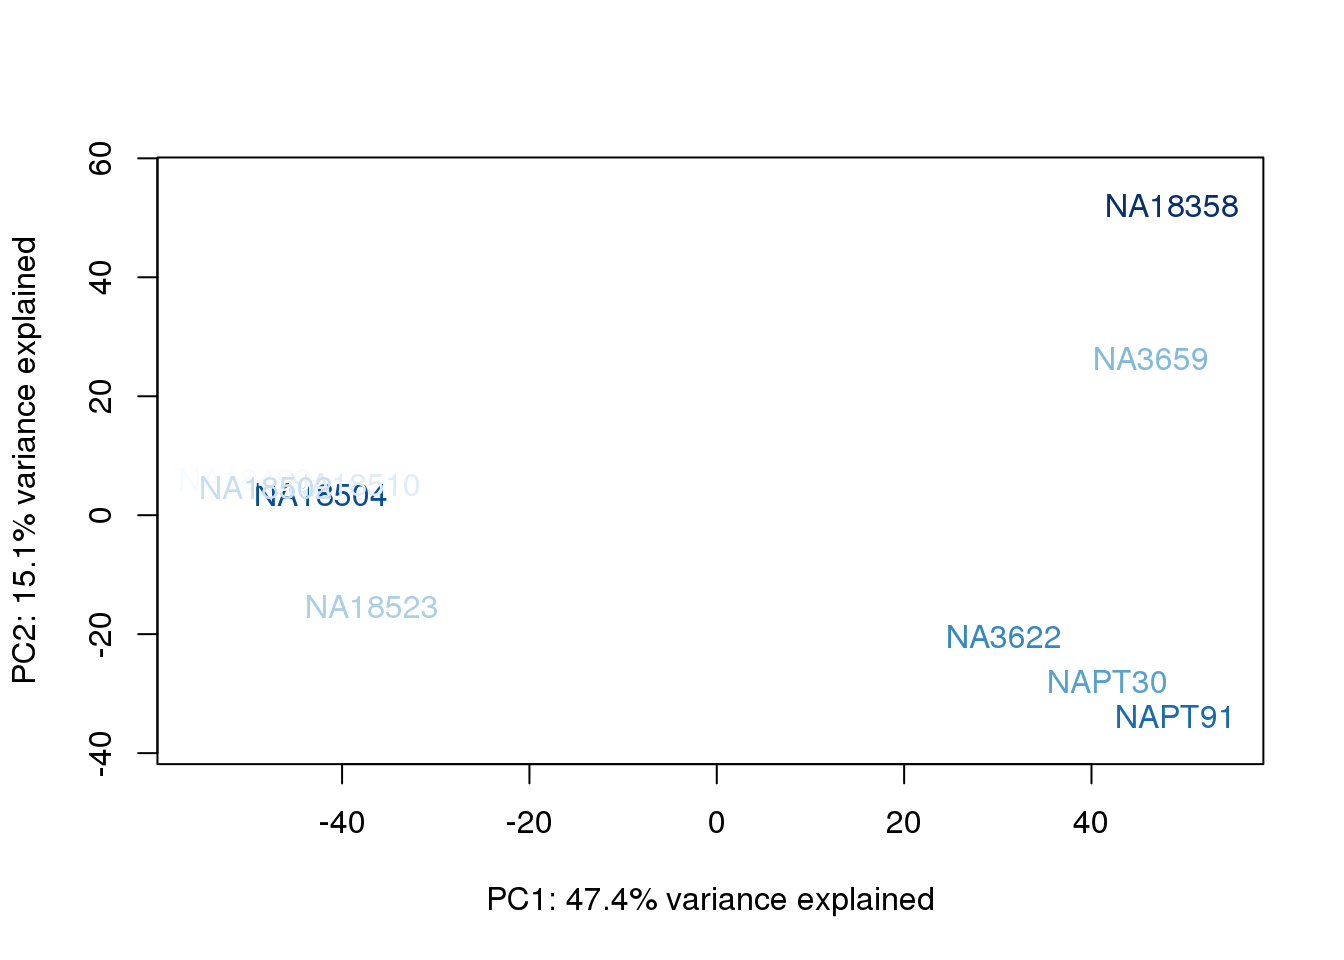 60
40
20
0
-20
-40
PC2: 15.1% variance explained
NA18358
NA3659
NA18504
NA18523
NA3622
NAPT30
NAPT91
-40 -20 0 20 40
PC1: 47.4% variance explained